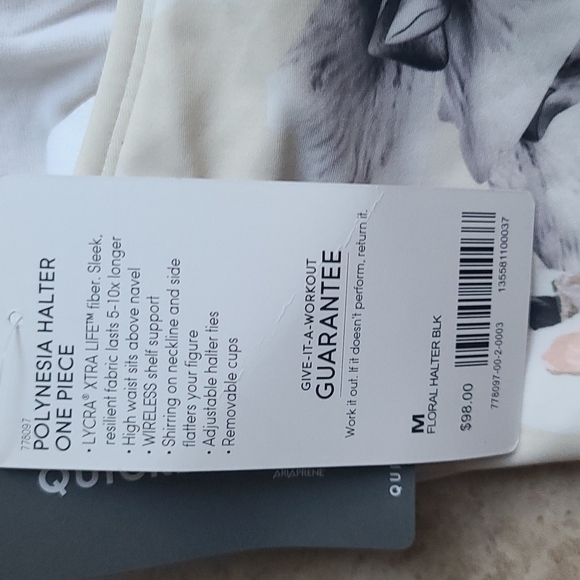 778097
POLYNESIA HALTER
ONE PIECE
• LYCRA® XTRA LIFE™ fiber. Sleek,
resilient fabric lasts 5-10x longer
• High waist sits above navel
• WIRELESS shelf support
• Shirring on neckline and side
flatters your figure
• Adjustable halter ties
• Removable cups
GIVE-IT-A-WORKOUT
GUARANTEE
Work it out. If it doesn't perform, return it.
M
FLORAL HALTER BLK
$98.00
778097-00-2-0003
135581100037
ARIAPRENE
QU